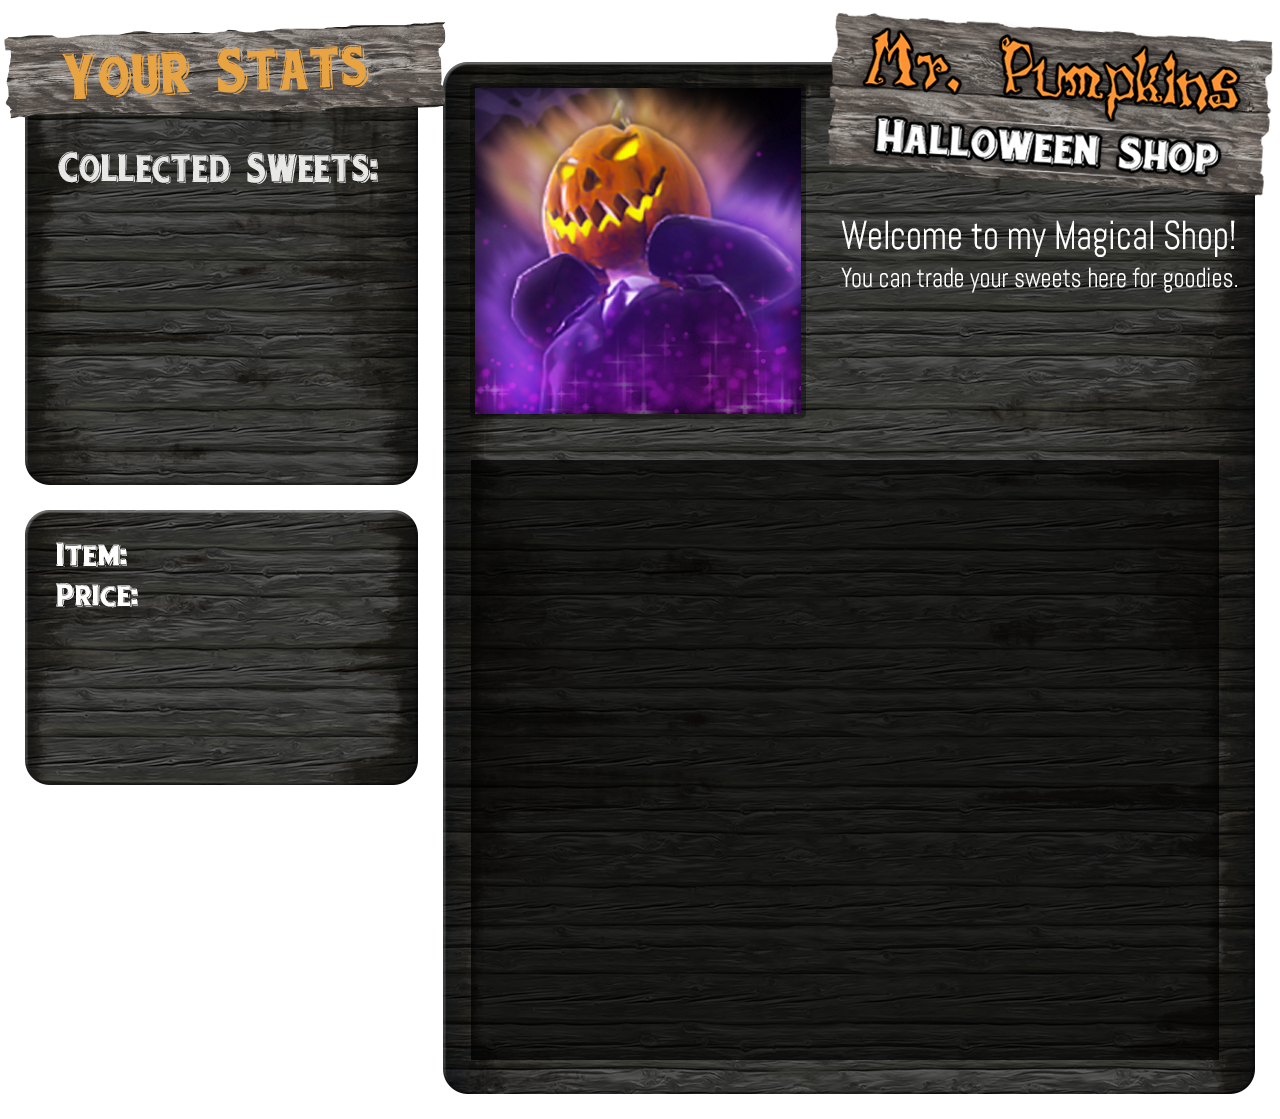 Your Stats
Collected Sweets:
Item:
Price:
Mr. Pumpkins
Halloween Shop
Welcome to my Magical Shop!
You can trade your sweets here for goodies.